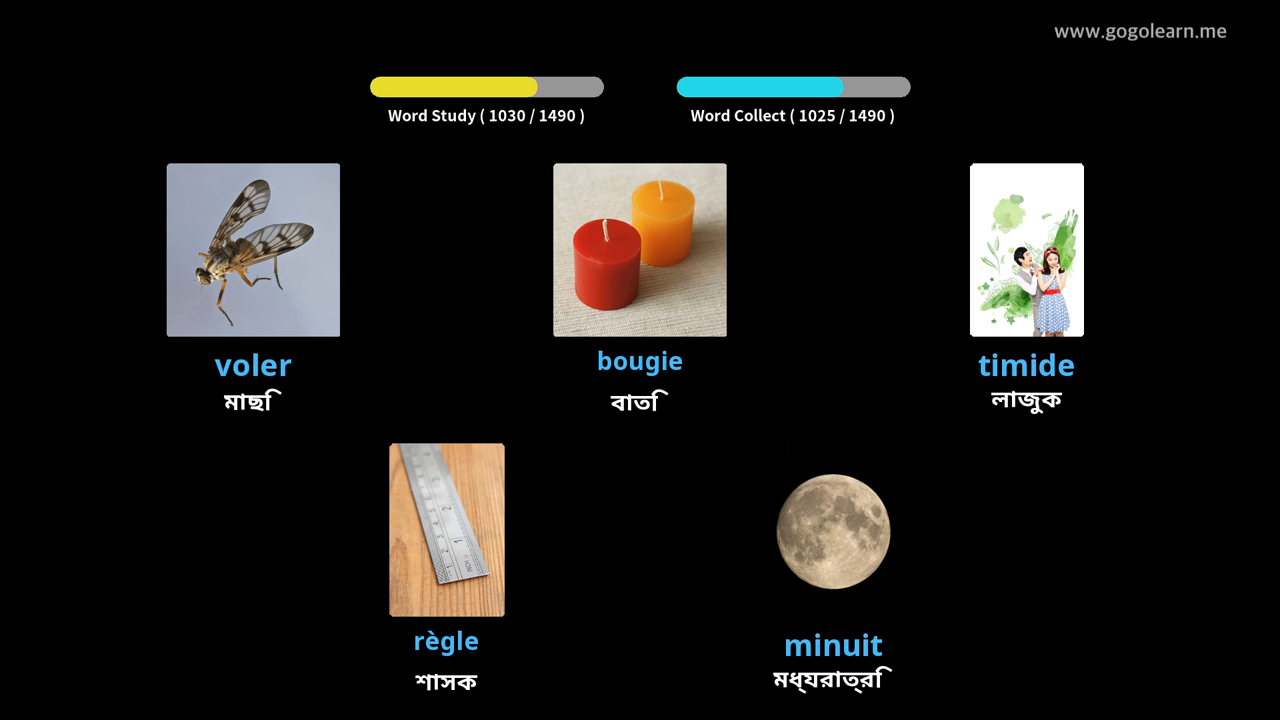 www.gogolearn.me
Word Study ( 1030 / 1490 )
Word Collect ( 1025 / 1490 )
voler
bougie
timide
মাছি
বাতি
লাজুক
règle
minuit
শাসক
মধ্যরাত্রি